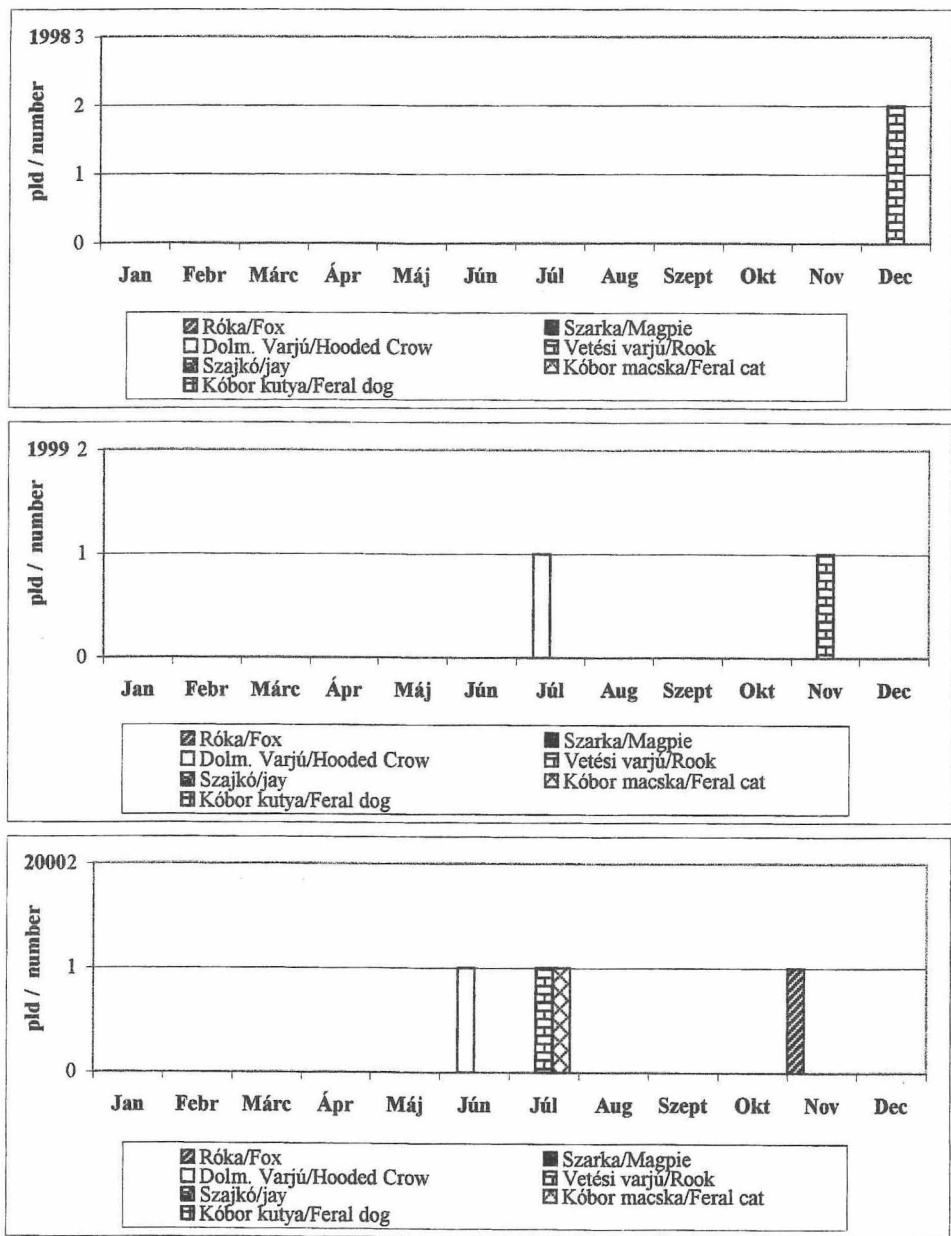 1998 3
2
1
0
pld / number
Jan Febr Márc Ápr Máj Jún Júl Aug Szept Okt Nov Dec
Róka/Fox Szarka/Magpie
Dolm. Varjú/Hooded Crow Vetési varjú/Rook
Szajkó/jay Kóbor macska/Feral cat
Kóbor kutya/Feral dog
1999 2
1
0
pld / number
Jan Febr Márc Ápr Máj Jún Júl Aug Szept Okt Nov Dec
Róka/Fox Szarka/Magpie
Dolm. Varjú/Hooded Crow Vetési varjú/Rook
Szajkó/jay Kóbor macska/Feral cat
Kóbor kutya/Feral dog
2000 2
1
0
pld / number
Jan Febr Márc Ápr Máj Jún Júl Aug Szept Okt Nov Dec
Róka/Fox Szarka/Magpie
Dolm. Varjú/Hooded Crow Vetési varjú/Rook
Szajkó/jay Kóbor macska/Feral cat
Kóbor kutya/Feral dog